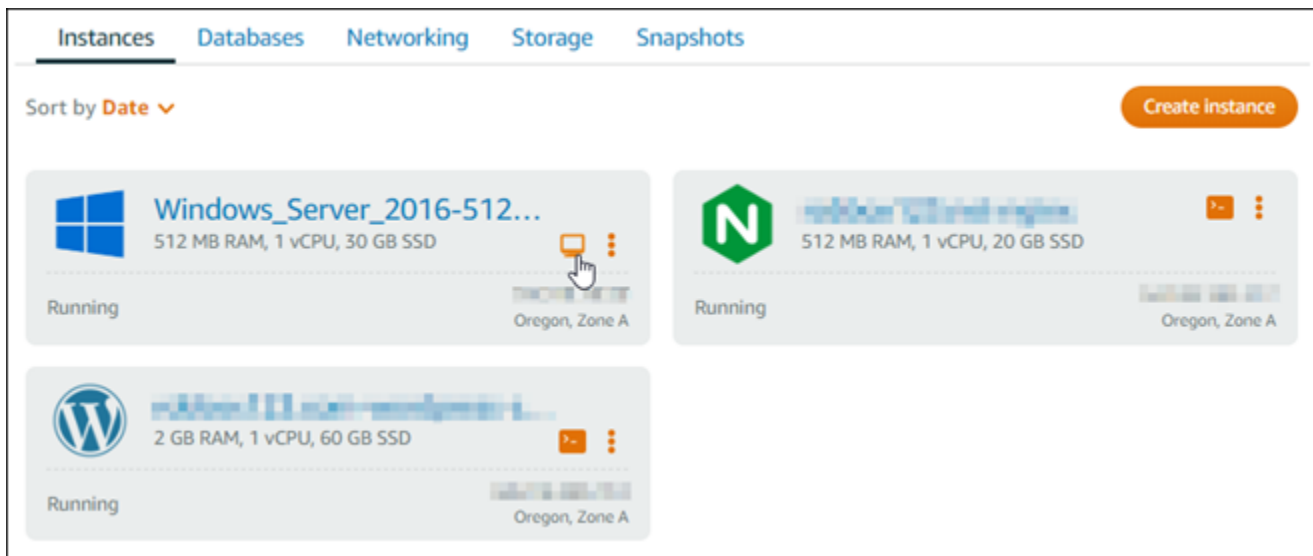 Instances Databases Networking Storage Snapshots
Sort by Date
Create instance
Windows_Server_2016-512...
512 MB RAM, 1 vCPU, 30 GB SSD
Running
Oregon, Zone A
N
512 MB RAM, 1 vCPU, 20 GB SSD
Running
Oregon, Zone A
W
2 GB RAM, 1 vCPU, 60 GB SSD
Running
Oregon, Zone A